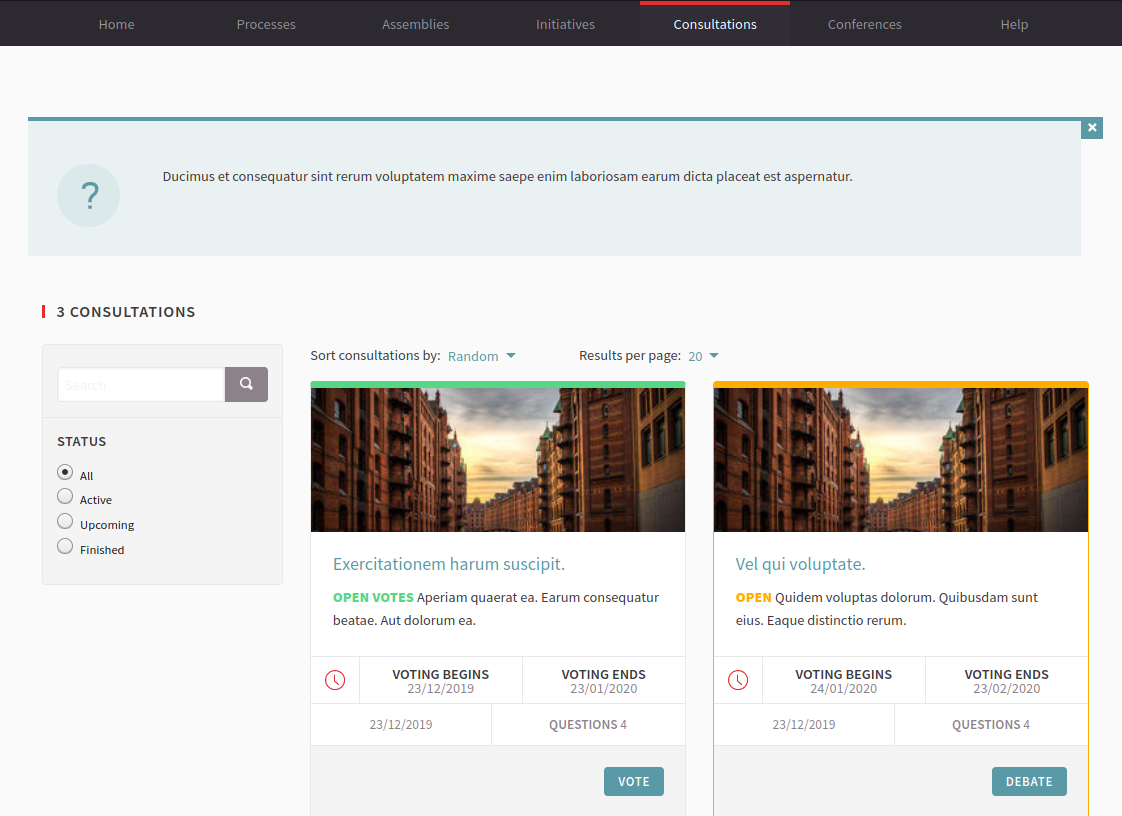 Home Processes Assemblies Initiatives Consultations Conferences Help
×
?
Ducimus et consequatur sint rerum voluptatem maxime saepe enim laboriosam earum dicta placeat est aspernatur.
3 CONSULTATIONS
Search
STATUS
All
Active
Upcoming
Finished
Sort consultations by: Random Results per page: 20
Exercitationem harum suscipit.
OPEN VOTES Aperiam quaerat ea. Earum consequatur
beatae. Aut dolorum ea.
VOTING BEGINS VOTING ENDS
23/12/2019 23/01/2020
23/12/2019 QUESTIONS 4
VOTE
Vel qui voluptate.
OPEN Quidem voluptas dolorum. Quibusdam sunt
eius. Eaque distinctio rerum.
VOTING BEGINS VOTING ENDS
24/01/2020 23/02/2020
23/12/2019 QUESTIONS 4
DEBATE